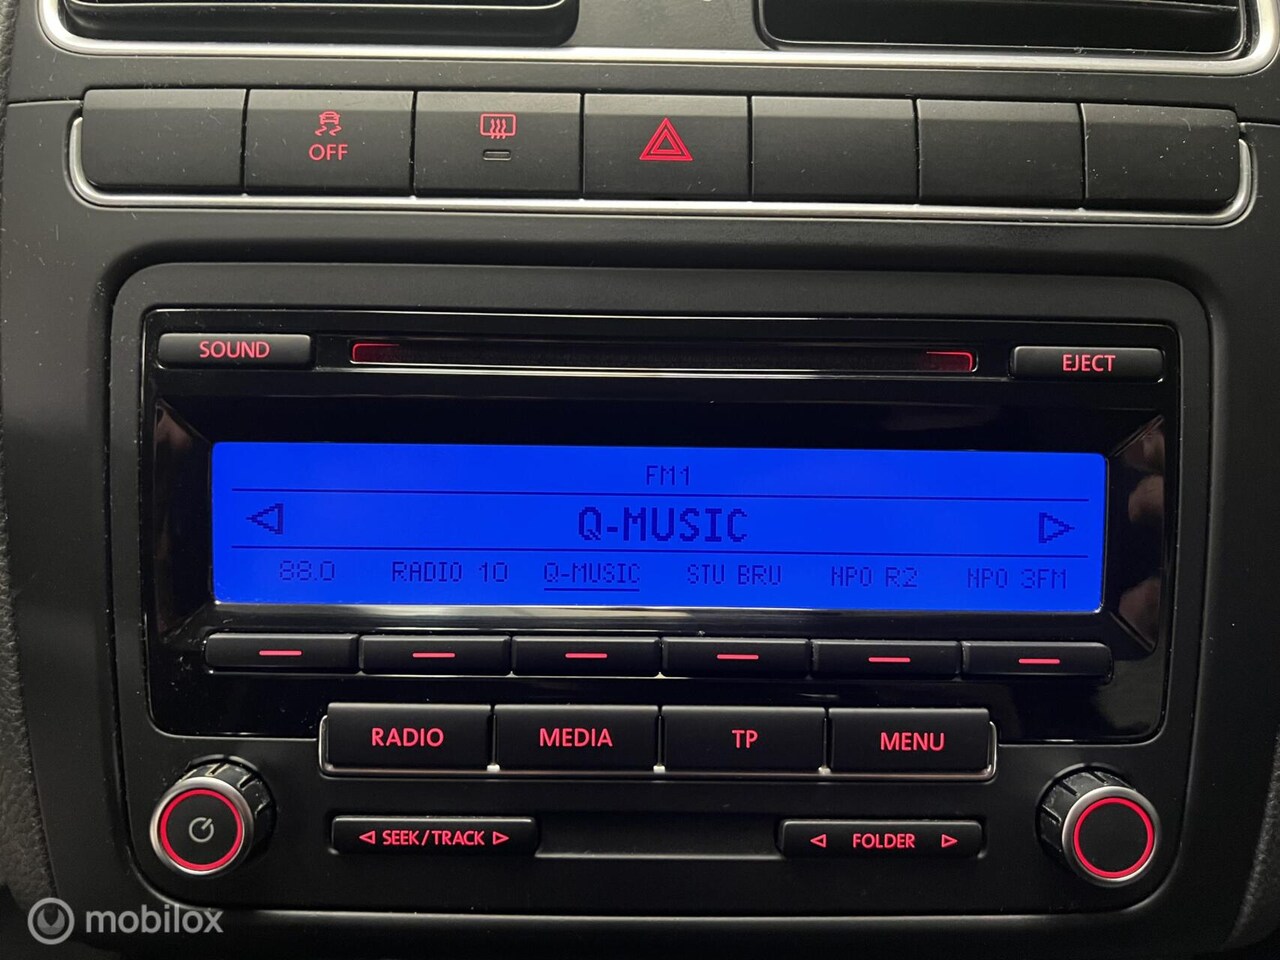 OFF
SOUND
EJECT
FM1
Q-MUSIC
88.0 RADIO 10 Q-MUSIC STU BRU NPO R2 NPO 3FM
RADIO MEDIA TP MENU
SEEK/TRACK FOLDER
mobilox